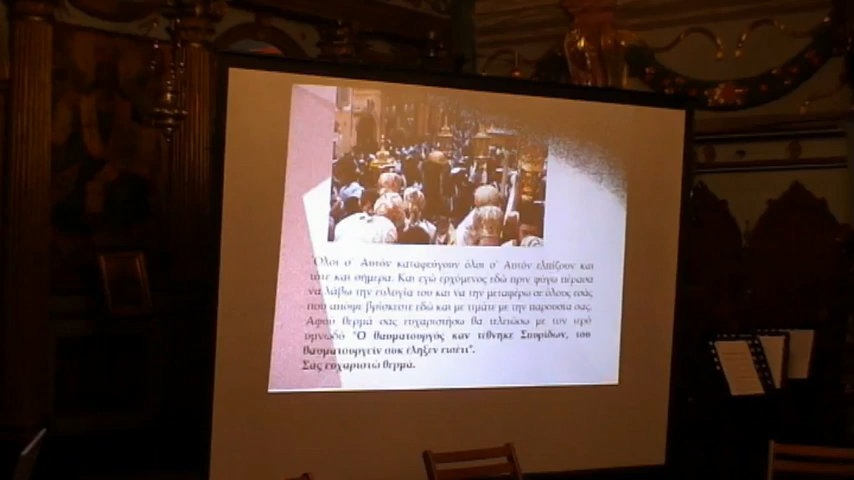 Όλοι σ' Αυτόν καταφεύγουν όλοι σ' Αυτόν ελπίζουν και
τότε και σήμερα. Και εγώ ερχόμενος εδώ πριν φύγω πέρασα
να λάβω την ευλογία του και να την μεταφέρω σε όλους εσάς
που απόψε βρίσκεστε εδώ και με τιμάτε με την παρουσία σας.
Αφού θερμά σας ευχαριστήσω θα τελειώσω με τον ιερό
υμνωδό "Ο θαυματουργός καν τέθνηκε Σπυρίδων, του
θαυματουργείν ουκ έληξεν εισέτι".
Σας ευχαριστώ θερμά.